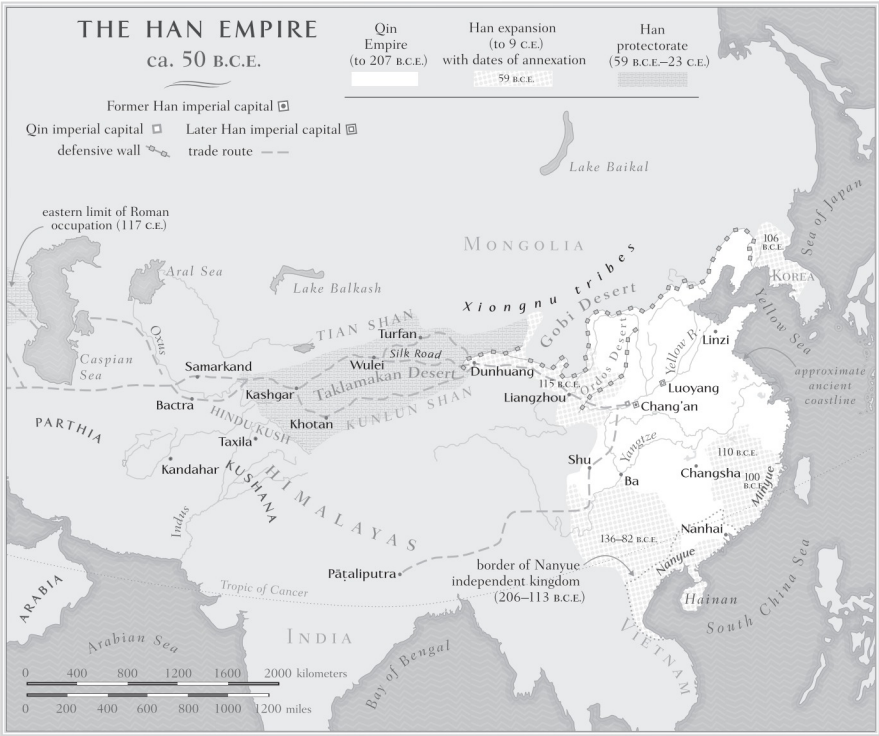 THE HAN EMPIRE
ca. 50 B.C.E.
Qin
Empire
(to 207 B.C.E.)
Han expansion
(to 9 C.E.)
with dates of annexation
59 B.C.E.
Han
protectorate
(59 B.C.E.–23 C.E.)
Former Han imperial capital
Qin imperial capital
Later Han imperial capital
defensive wall
trade route
Lake Baikal
eastern limit of Roman
occupation (117 C.E.)
Sea of Japan
MONGOLIA
106
B.C.E.
KOREA
Aral Sea
Lake Balkash
Xiongnu tribes
Gobi Desert
TIAN SHAN
Turfan
Silk Road
Yellow Sea
Linzi
Yellow R.
Oxus
Caspian
Sea
Samarkand
Wulei
Dunhuang
Ordos Desert
approximate
ancient
coastline
Kashgar
Taklamakan Desert
115 B.C.E.
Liangzhou
Luoyang
Chang'an
Bactra
KUNLUN SHAN
HINDU KUSH
Khotan
PARTHIA
Taxila
Kandahar
KUSHANA
HIMALAYAS
Shu
Yangtze
Ba
110 B.C.E.
Changsha
100
B.C.E.
Minyue
Indus
Nanhai
136–82 B.C.E.
Nanyue
Pāṭaliputra
border of Nanyue
independent kingdom
(206–113 B.C.E.)
Tropic of Cancer
Hainan
South China Sea
ARABIA
VIETNAM
INDIA
Arabian Sea
Bay of Bengal
0 400 800 1200 1600 2000 kilometers
0 200 400 600 800 1000 1200 miles